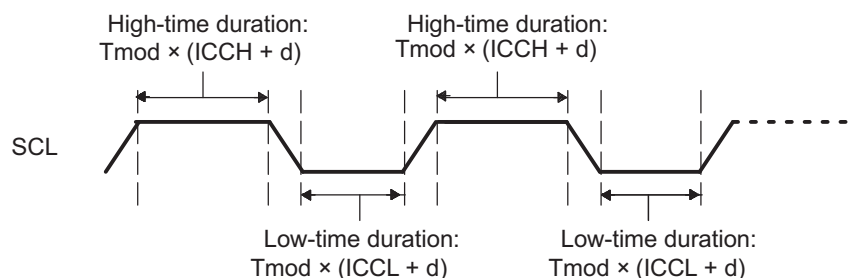 High-time duration:
Tmod × (ICCH + d)
High-time duration:
Tmod × (ICCH + d)
SCL
Low-time duration:
Tmod × (ICCL + d)
Low-time duration:
Tmod × (ICCL + d)